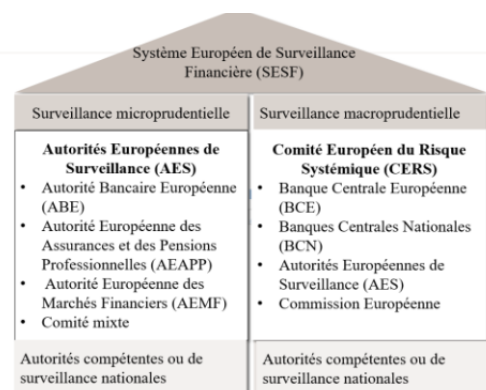 Système Européen de Surveillance
Financière (SESF)
Surveillance microprudentielle
Surveillance macroprudentielle
Autorités Européennes de
Surveillance (AES)
• Autorité Bancaire Européenne
(ABE)
• Autorité Européenne des
Assurances et des Pensions
Professionnelles (AEAPP)
• Autorité Européenne des
Marchés Financiers (AEMF)
• Comité mixte
Comité Européen du Risque
Systémique (CERS)
• Banque Centrale Européenne
(BCE)
• Banques Centrales Nationales
(BCN)
• Autorités Européennes de
Surveillance (AES)
• Commission Européenne
Autorités compétentes ou de
surveillance nationales
Autorités compétentes ou de
surveillance nationales